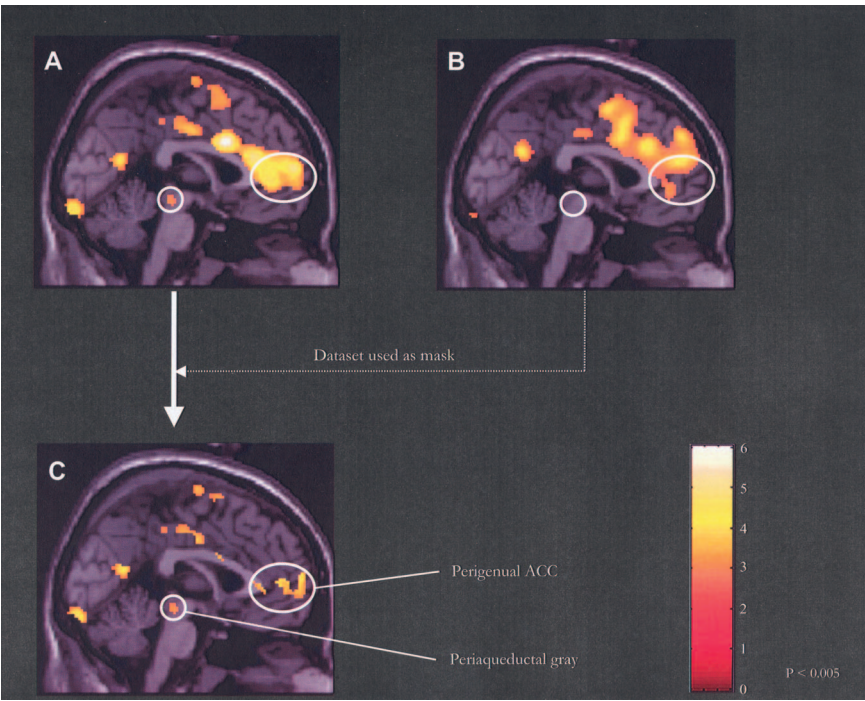 A
B
Dataset used as mask
C
Perigenual ACC
Periaqueductal gray
6
5
4
3
2
1
0
P < 0.005